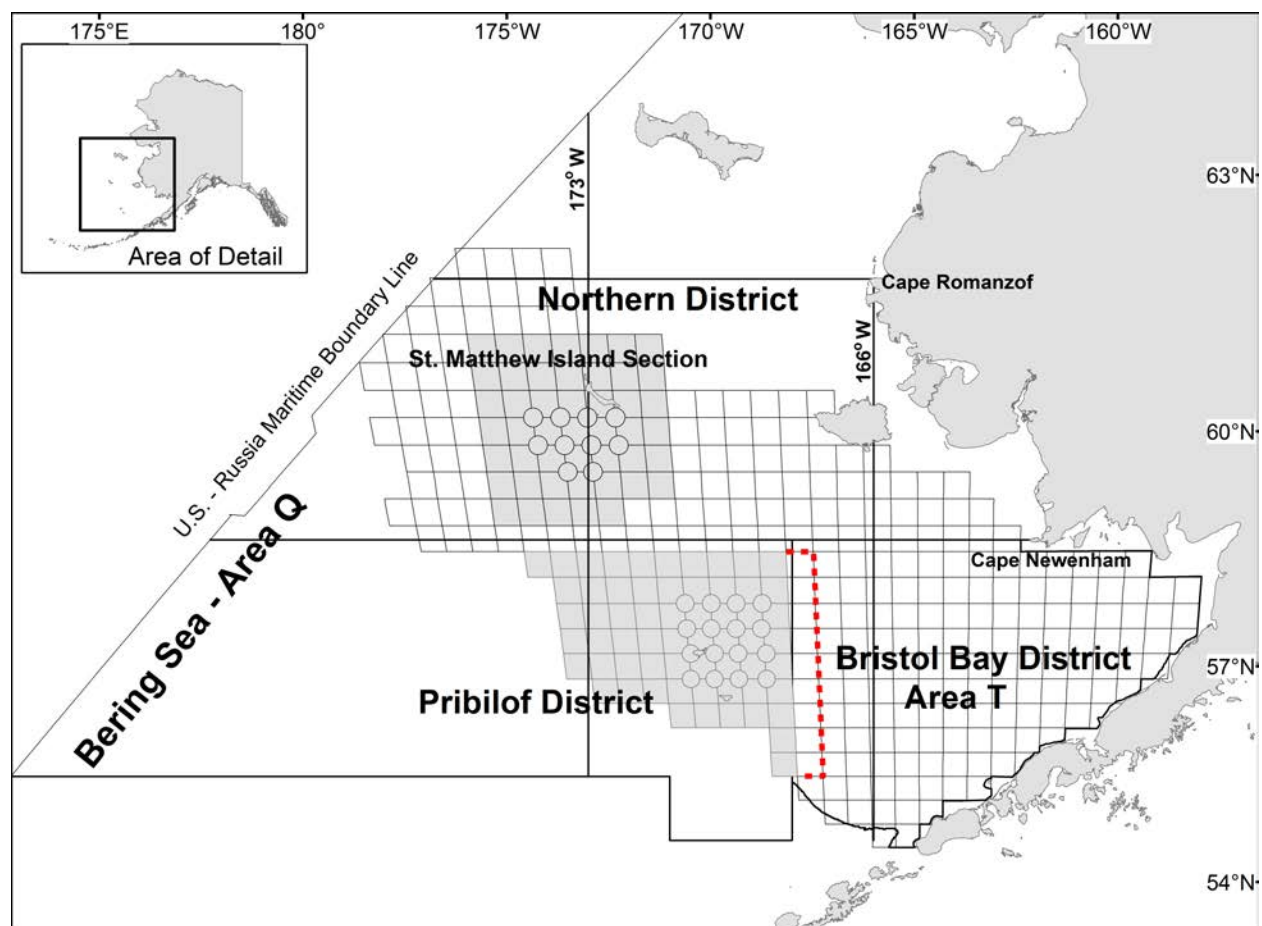 175°E 180° 175°W 170°W 165°W 160°W
Area of Detail
173° W
63°N
U.S. - Russia Maritime Boundary Line
Cape Romanzof
Northern District
166° W
St. Matthew Island Section
60°N
Bering Sea - Area Q
Cape Newenham
Bristol Bay District
Area T
57°N
Pribilof District
54°N